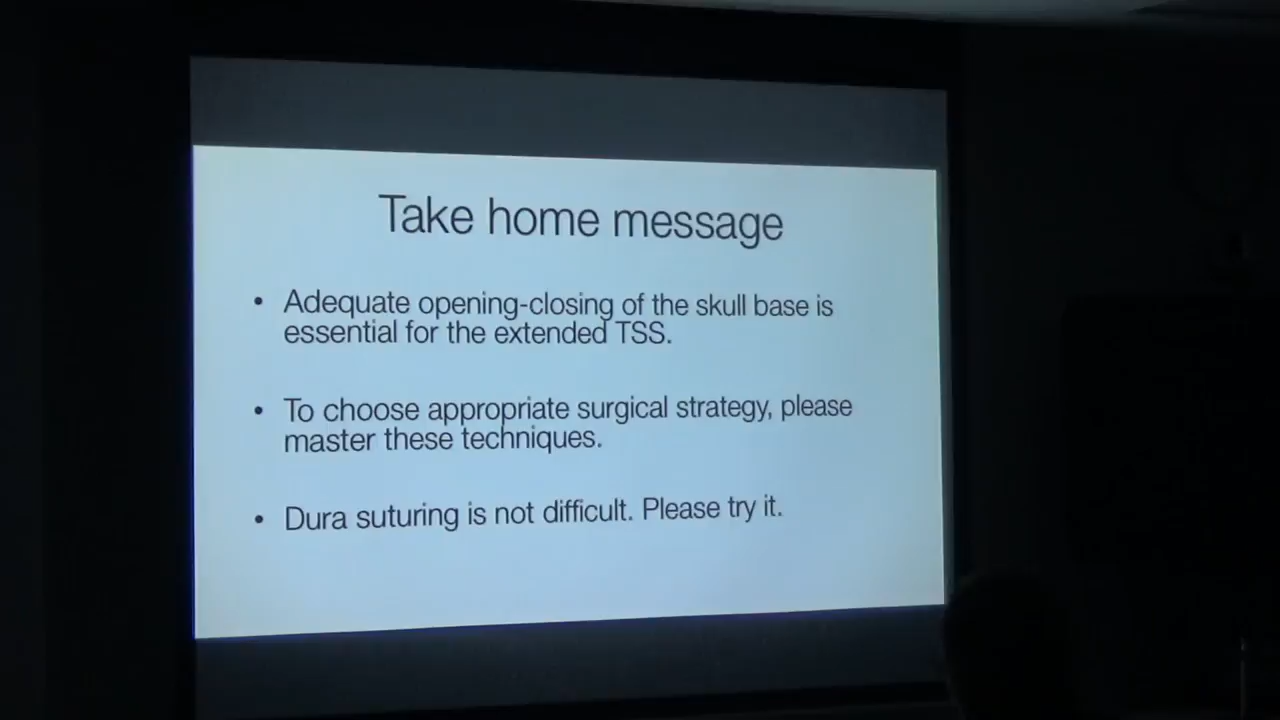 Take home message
• Adequate opening-closing of the skull base is
essential for the extended TSS.
• To choose appropriate surgical strategy, please
master these techniques.
• Dura suturing is not difficult. Please try it.